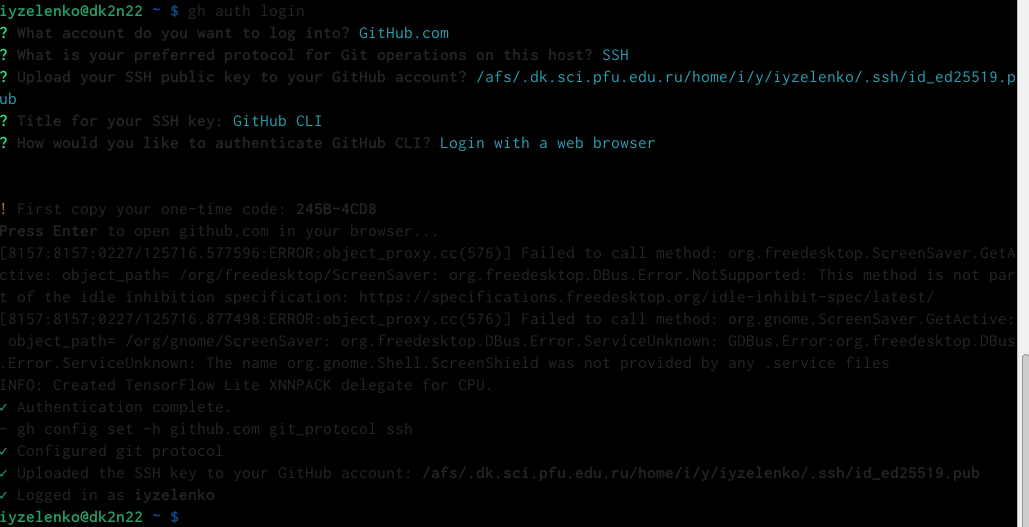 iyzelenko@dk2n22 ~ $ gh auth login
? What account do you want to log into? GitHub.com
? What is your preferred protocol for Git operations on this host? SSH
? Upload your SSH public key to your GitHub account? /afs/.dk.sci.pfu.edu.ru/home/i/y/iyzelenko/.ssh/id_ed25519.p
ub
? Title for your SSH key: GitHub CLI
? How would you like to authenticate GitHub CLI? Login with a web browser
! First copy your one-time code: 245B-4CD8
Press Enter to open github.com in your browser...
[8157:8157:0227/125716.577596:ERROR:object_proxy.cc(576)] Failed to call method: org.freedesktop.ScreenSaver.GetA
ctive: object_path= /org/freedesktop/ScreenSaver: org.freedesktop.DBus.Error.NotSupported: This method is not par
t of the idle inhibition specification: https://specifications.freedesktop.org/idle-inhibit-spec/latest/
[8157:8157:0227/125716.877498:ERROR:object_proxy.cc(576)] Failed to call method: org.gnome.ScreenSaver.GetActive:
 object_path= /org/gnome/ScreenSaver: org.freedesktop.DBus.Error.ServiceUnknown: GDBus.Error:org.freedesktop.DBus
.Error.ServiceUnknown: The name org.gnome.Shell.ScreenShield was not provided by any .service files
INFO: Created TensorFlow Lite XNNPACK delegate for CPU.
✓ Authentication complete.
- gh config set -h github.com git_protocol ssh
✓ Configured git protocol
✓ Uploaded the SSH key to your GitHub account: /afs/.dk.sci.pfu.edu.ru/home/i/y/iyzelenko/.ssh/id_ed25519.pub
✓ Logged in as iyzelenko
iyzelenko@dk2n22 ~ $